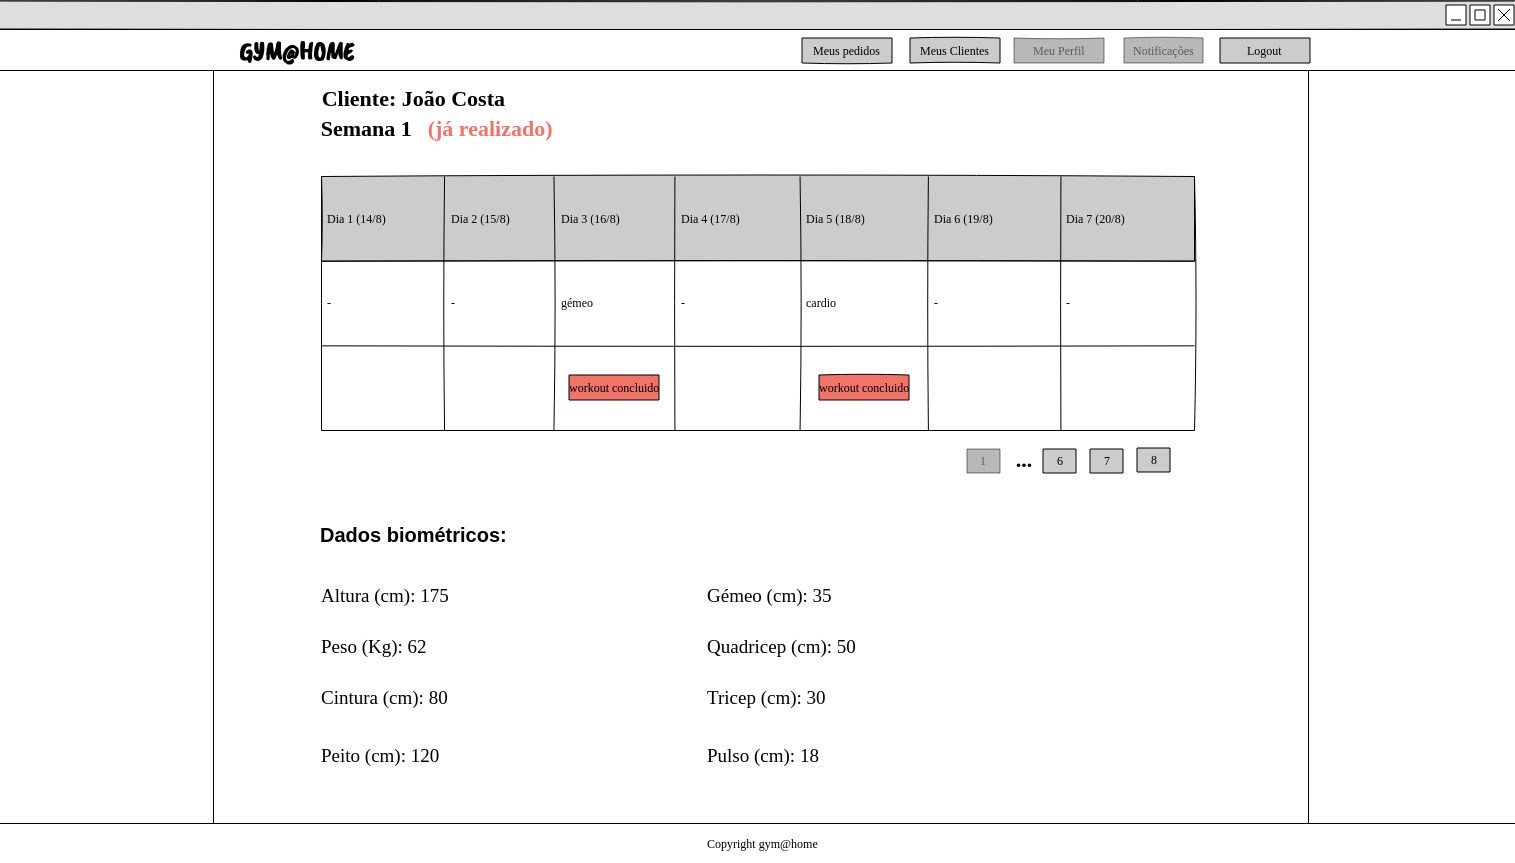 GYM@HOME
Meus pedidos
Meus Clientes
Meu Perfil
Notificações
Logout
Cliente: João Costa
Semana 1 (já realizado)
Dia 1 (14/8) Dia 2 (15/8) Dia 3 (16/8) Dia 4 (17/8) Dia 5 (18/8) Dia 6 (19/8) Dia 7 (20/8)
- - gémeo - cardio - -
workout concluido workout concluido
1 ... 6 7 8
Dados biométricos:
Altura (cm): 175 Gémeo (cm): 35
Peso (Kg): 62 Quadricep (cm): 50
Cintura (cm): 80 Tricep (cm): 30
Peito (cm): 120 Pulso (cm): 18
Copyright gym@home